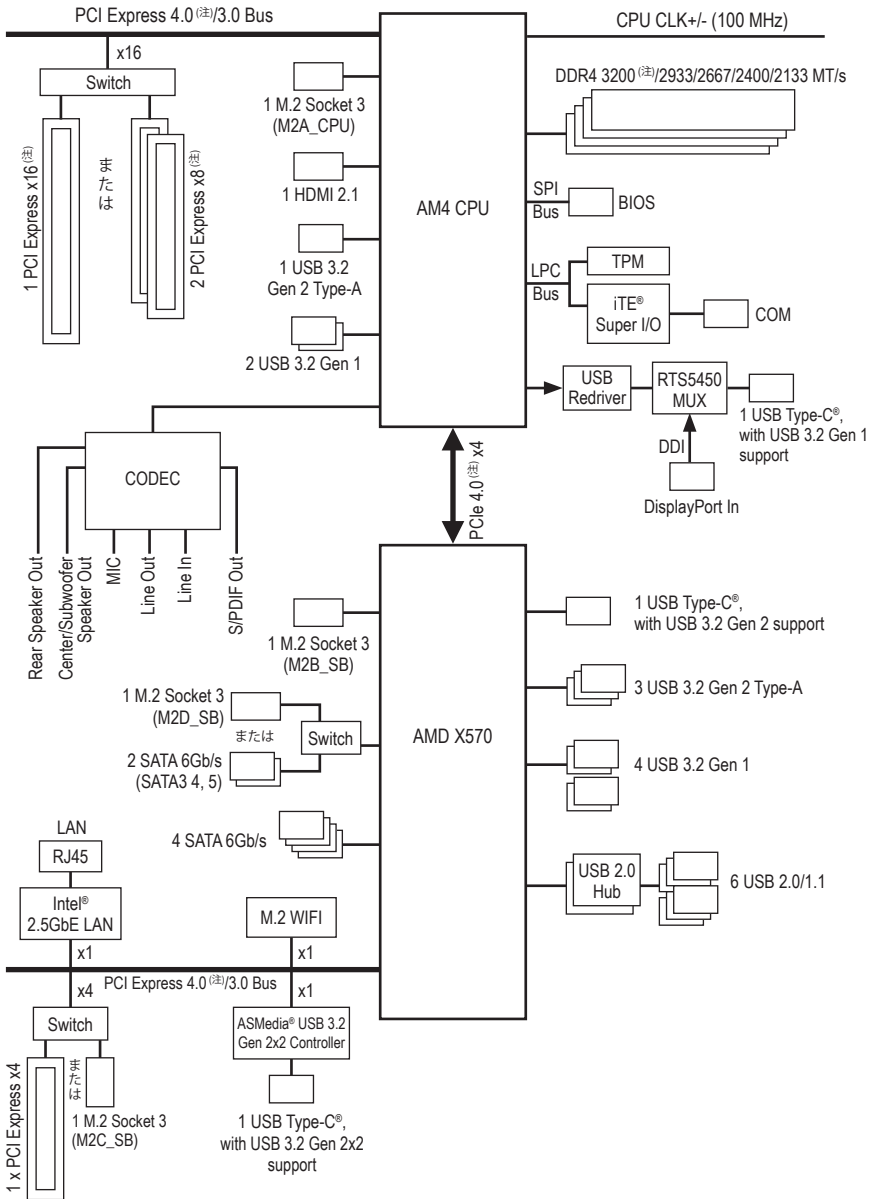 PCI Express 4.0(注)/3.0 Bus
CPU CLK+/- (100 MHz)
x16
Switch
1 PCI Express x16(注)
または
2 PCI Express x8(注)
1 M.2 Socket 3
(M2A_CPU)
1 HDMI 2.1
1 USB 3.2
Gen 2 Type-A
2 USB 3.2 Gen 1
AM4 CPU
DDR4 3200(注)/2933/2667/2400/2133 MT/s
SPI
Bus
BIOS
LPC
Bus
TPM
iTE®
Super I/O
COM
USB
Redriver
RTS5450
MUX
1 USB Type-C®,
with USB 3.2 Gen 1
support
DDI
DisplayPort In
CODEC
Rear Speaker Out
Center/Subwoofer
Speaker Out
MIC
Line Out
Line In
S/PDIF Out
PCIe 4.0(注) x4
AMD X570
1 M.2 Socket 3
(M2B_SB)
1 M.2 Socket 3
(M2D_SB)
または
Switch
2 SATA 6Gb/s
(SATA3 4, 5)
4 SATA 6Gb/s
1 USB Type-C®,
with USB 3.2 Gen 2 support
3 USB 3.2 Gen 2 Type-A
4 USB 3.2 Gen 1
USB 2.0
Hub
6 USB 2.0/1.1
LAN
RJ45
Intel®
2.5GbE LAN
x1
M.2 WIFI
x1
PCI Express 4.0(注)/3.0 Bus
x4
x1
Switch
1 x PCI Express x4
または
1 M.2 Socket 3
(M2C_SB)
ASMedia® USB 3.2
Gen 2x2 Controller
1 USB Type-C®,
with USB 3.2 Gen 2x2
support